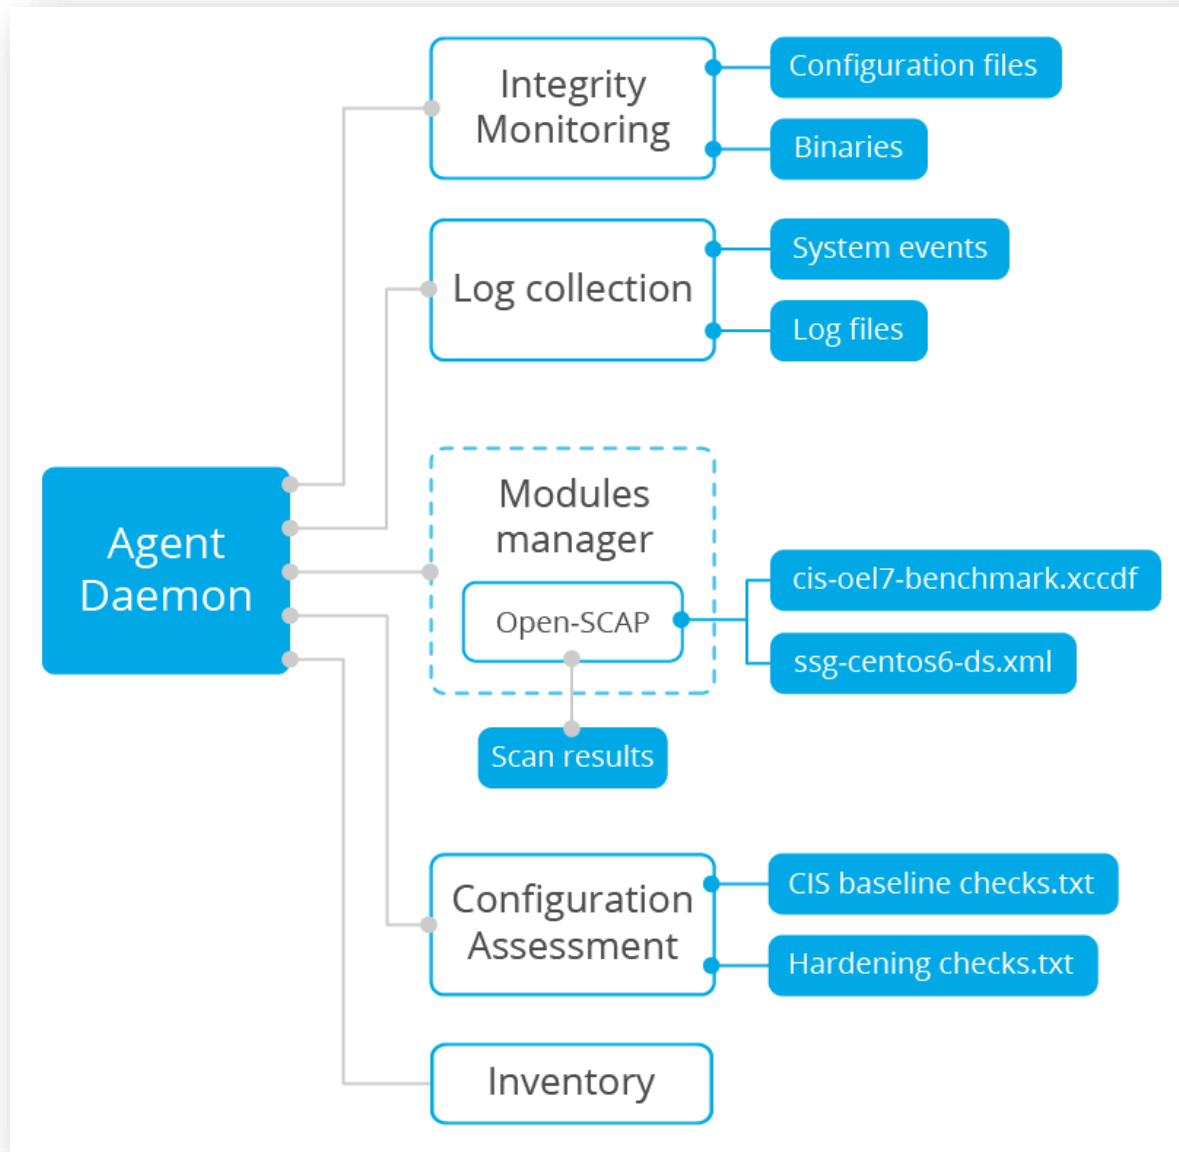 Integrity
Monitoring
Configuration files
Binaries
Log collection
System events
Log files
Agent
Daemon
Modules
manager
Open-SCAP
cis-oel7-benchmark.xccdf
ssg-centos6-ds.xml
Scan results
Configuration
Assessment
CIS baseline checks.txt
Hardening checks.txt
Inventory